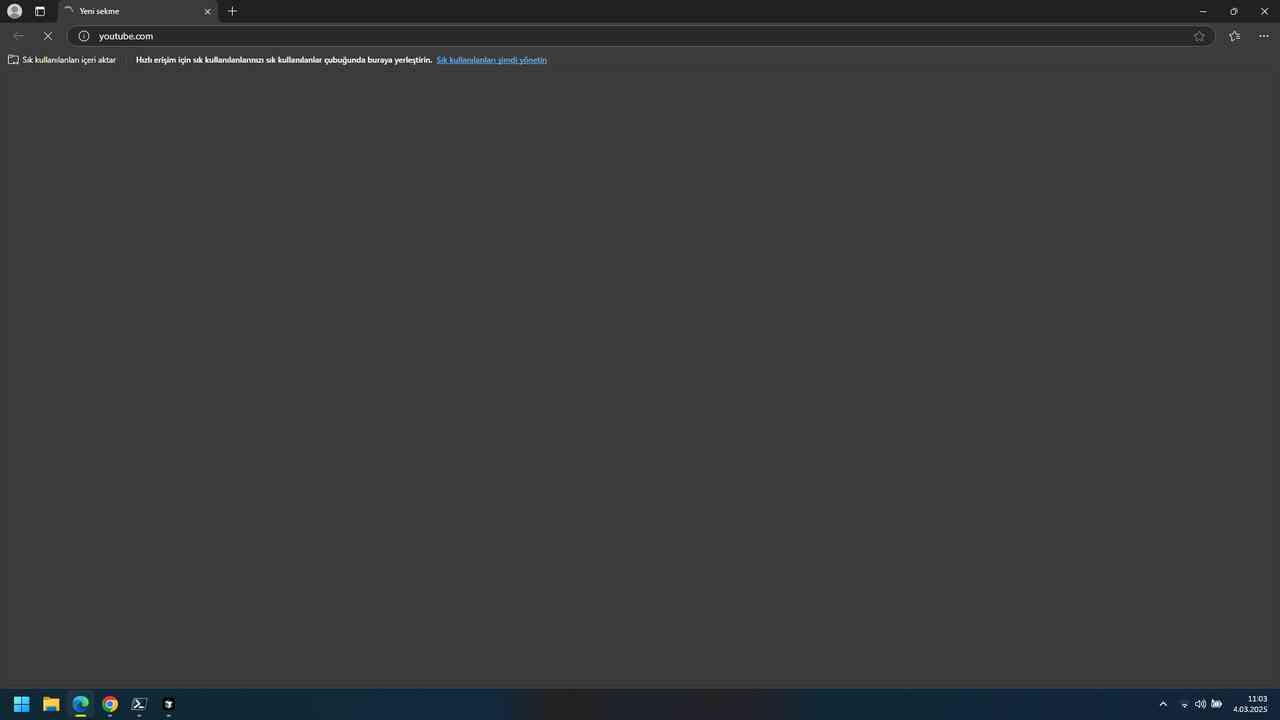 Yeni sekme
youtube.com
Sık kullanılanları içeri aktar
Hızlı erişim için sık kullanılanlarınızı sık kullanılanlar çubuğunda buraya yerleştirin. Sık kullanılanları şimdi yönetin
11:03
4.03.2025